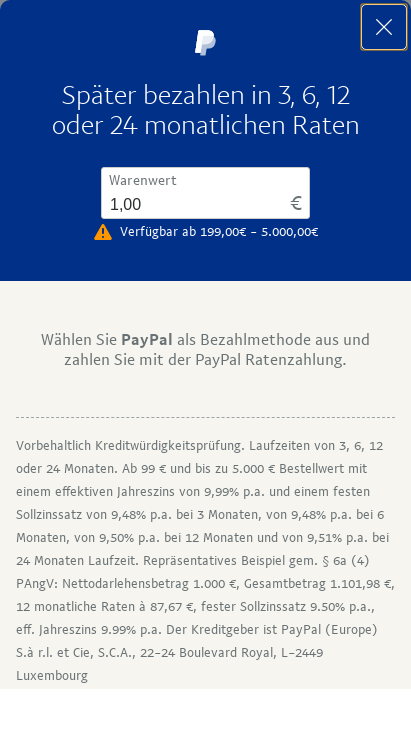 Später bezahlen in 3, 6, 12
oder 24 monatlichen Raten
Warenwert
1,00
€
Verfügbar ab 199,00€ - 5.000,00€
Wählen Sie PayPal als Bezahlmethode aus und
zahlen Sie mit der PayPal Ratenzahlung.
Vorbehaltlich Kreditwürdigkeitsprüfung. Laufzeiten von 3, 6, 12
oder 24 Monaten. Ab 99 € und bis zu 5.000 € Bestellwert mit
einem effektiven Jahreszins von 9,99% p.a. und einem festen
Sollzinssatz von 9,48% p.a. bei 3 Monaten, von 9,48% p.a. bei 6
Monaten, von 9,50% p.a. bei 12 Monaten und von 9,51% p.a. bei
24 Monaten Laufzeit. Repräsentatives Beispiel gem. § 6a (4)
PAngV: Nettodarlehensbetrag 1.000 €, Gesamtbetrag 1.101,98 €,
12 monatliche Raten à 87,67 €, fester Sollzinssatz 9.50% p.a.,
eff. Jahreszins 9.99% p.a. Der Kreditgeber ist PayPal (Europe)
S.à r.l. et Cie, S.C.A., 22-24 Boulevard Royal, L-2449
Luxembourg